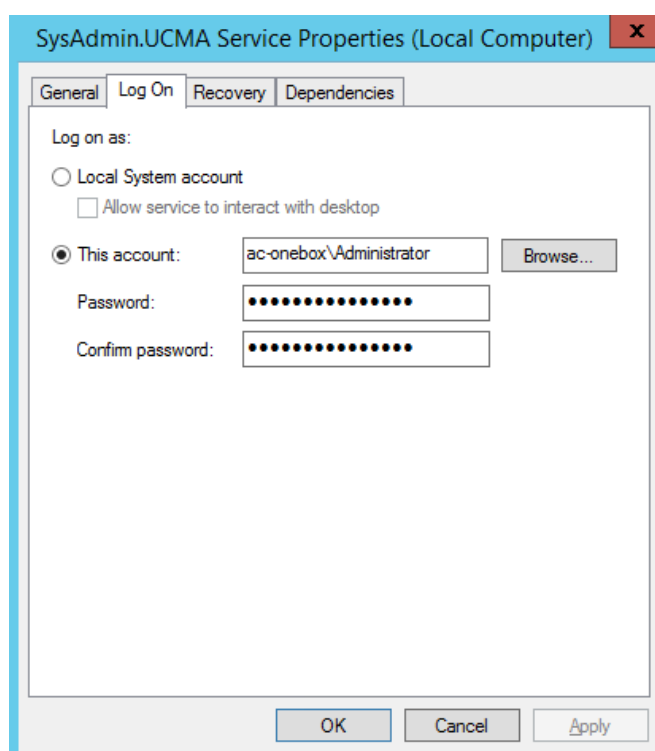 SysAdmin.UCMA Service Properties (Local Computer) x
General Log On Recovery Dependencies
Log on as:
Local System account
Allow service to interact with desktop
This account: ac-onebox\Administrator Browse...
Password: ●●●●●●●●●●●●●●●
Confirm password: ●●●●●●●●●●●●●●●
OK Cancel Apply